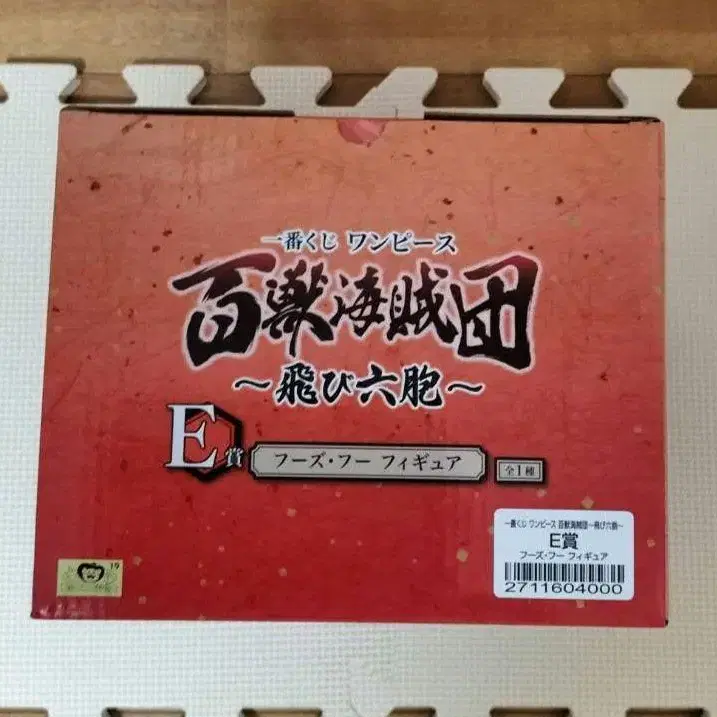 一番くじ ワンピース
百獣海賊団
～飛び六胞～
E賞
フーズ・フー フィギュア
全1種
一番くじ ワンピース 百獣海賊団～飛び六胞～
E賞
フーズ・フー フィギュア
2711604000
19